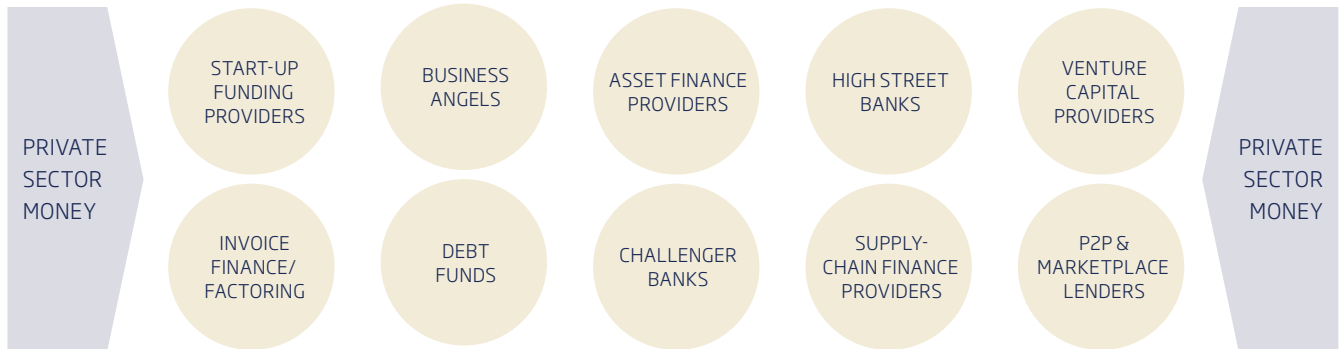 PRIVATE
SECTOR
MONEY
START-UP
FUNDING
PROVIDERS
BUSINESS
ANGELS
ASSET FINANCE
PROVIDERS
HIGH STREET
BANKS
VENTURE
CAPITAL
PROVIDERS
INVOICE
FINANCE/
FACTORING
DEBT
FUNDS
CHALLENGER
BANKS
SUPPLY-
CHAIN FINANCE
PROVIDERS
P2P &
MARKETPLACE
LENDERS
PRIVATE
SECTOR
MONEY